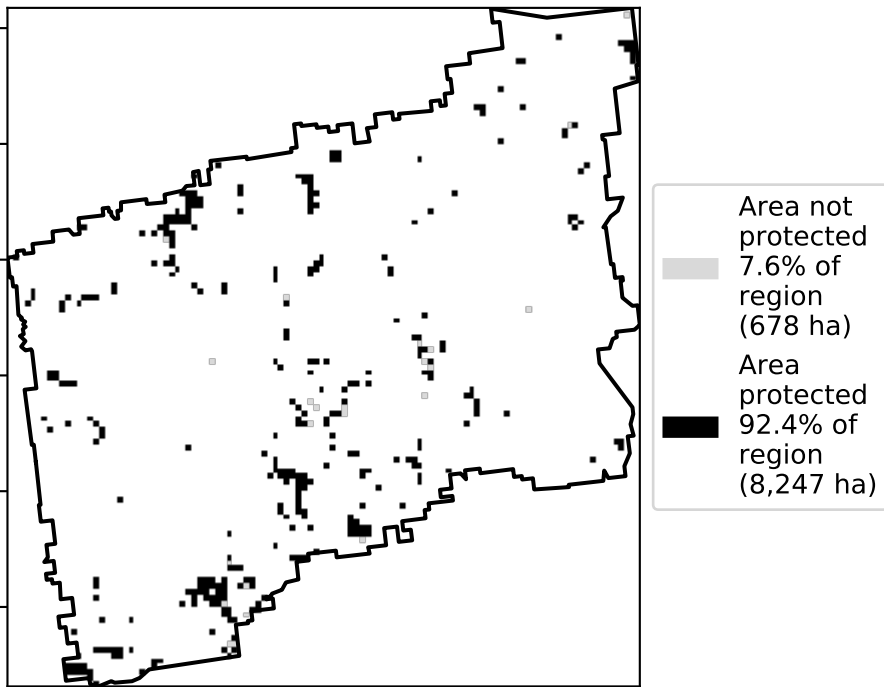 Area not
protected
7.6% of
region
(678 ha)
Area
protected
92.4% of
region
(8,247 ha)